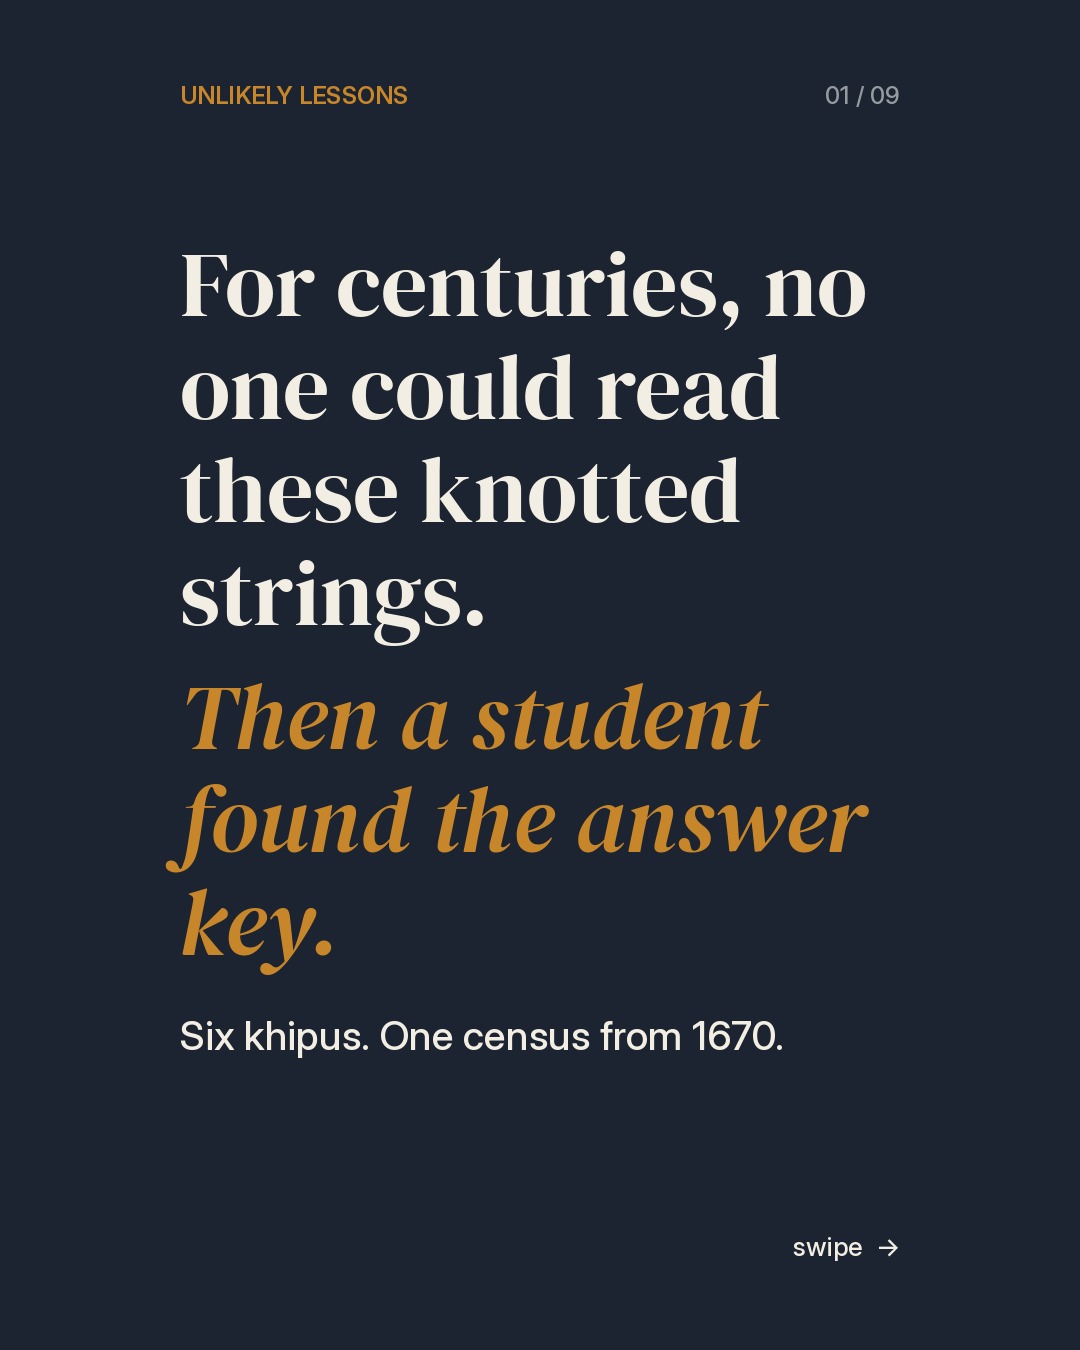 UNLIKELY LESSONS
01 / 09
For centuries, no
one could read
these knotted
strings.
Then a student
found the answer
key.
Six khipus. One census from 1670.
swipe →